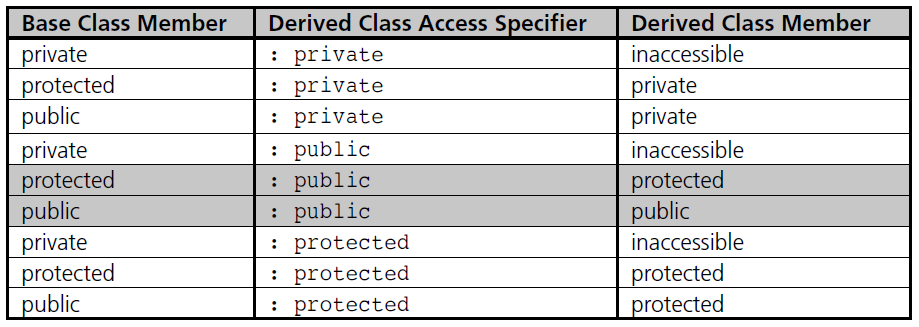 Base Class Member Derived Class Access Specifier Derived Class Member
private : private inaccessible
protected : private private
public : private private
private : public inaccessible
protected : public protected
public : public public
private : protected inaccessible
protected : protected protected
public : protected protected